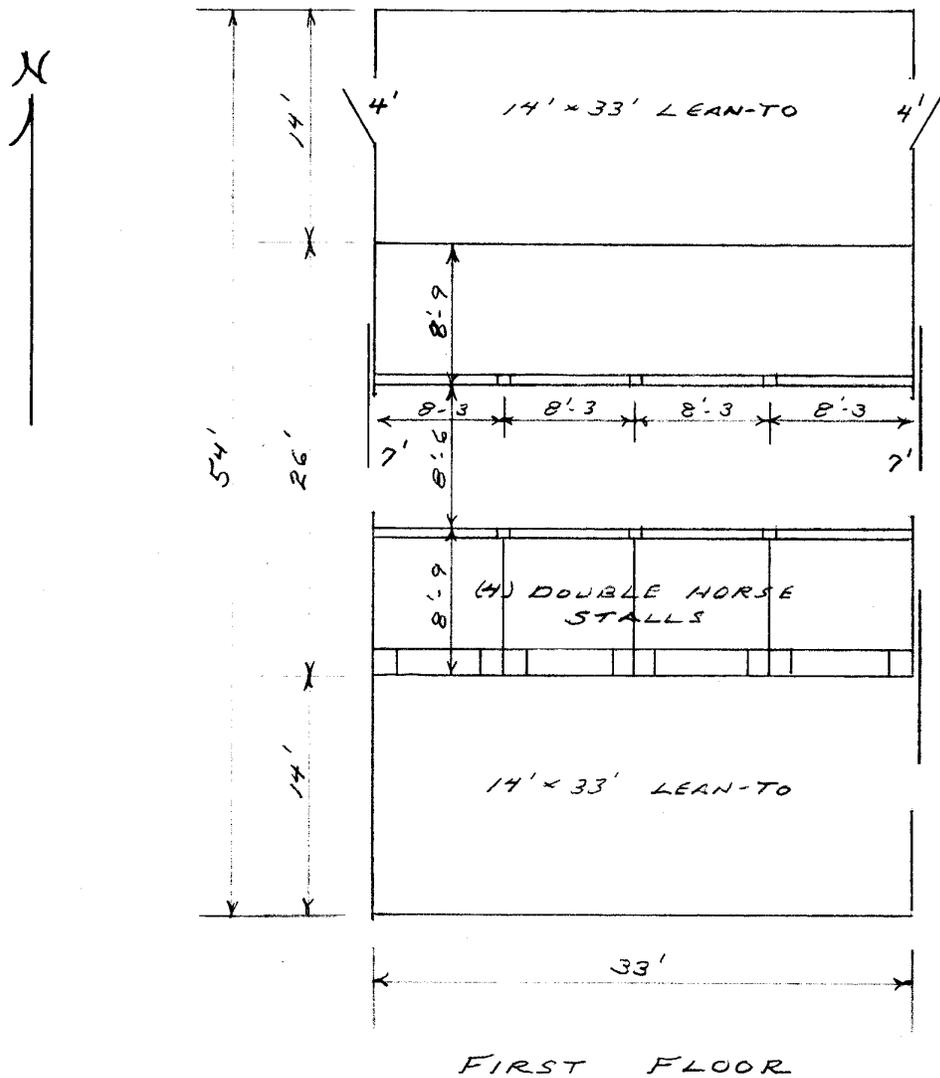 N
14'
4'
14' × 33' LEAN-TO
4'
54'
26'
8'-9
8'-3
8'-3
8'-3
8'-3
7'
8'-6
7'
8'-9
(4) DOUBLE HORSE
STALLS
14'
14' × 33' LEAN-TO
33'
FIRST FLOOR